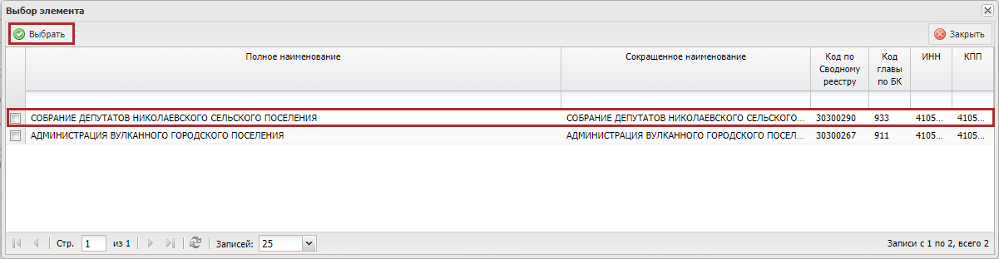 Выбор элемента
Выбрать Закрыть
Полное наименование Сокращенное наименование Код по Сводному реестру Код главы по БК ИНН КПП
СОБРАНИЕ ДЕПУТАТОВ НИКОЛАЕВСКОГО СЕЛЬСКОГО ПОСЕЛЕНИЯ СОБРАНИЕ ДЕПУТАТОВ НИКОЛАЕВСКОГО СЕЛЬСКОГО... 30300290 933 4105... 4105...
АДМИНИСТРАЦИЯ ВУЛКАННОГО ГОРОДСКОГО ПОСЕЛЕНИЯ АДМИНИСТРАЦИЯ ВУЛКАННОГО ГОРОДСКОГО ПОСЕЛ... 30300267 911 4105... 4105...
Стр. 1 из 1 Записей: 25 Записи с 1 по 2, всего 2